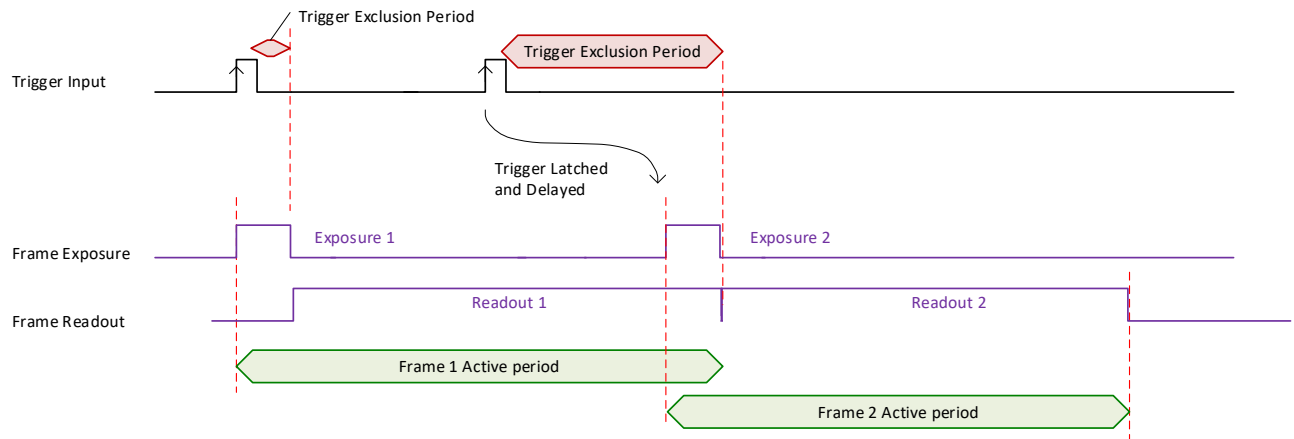 Trigger Exclusion Period
Trigger Exclusion Period
Trigger Input
Trigger Latched
and Delayed
Exposure 1
Exposure 2
Frame Exposure
Readout 1
Readout 2
Frame Readout
Frame 1 Active period
Frame 2 Active period